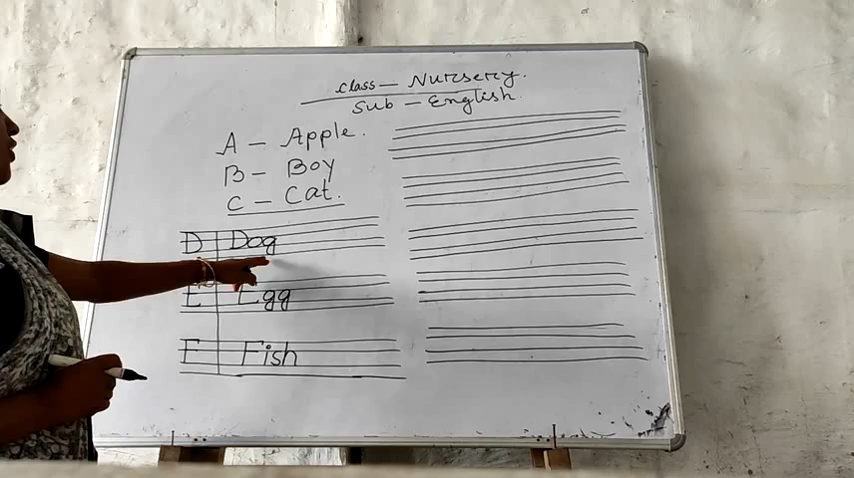 Class — Nursery.
Sub — English.
A — Apple.
B — Boy
C — Cat.
D Dog
E Egg
F Fish